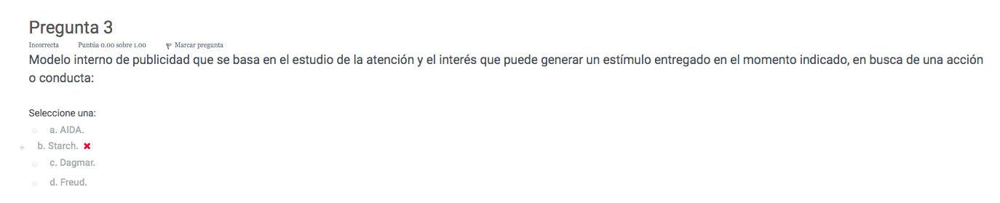 Pregunta 3
Incorrecta Puntúa 0.00 sobre 1.00 Marcar pregunta
Modelo interno de publicidad que se basa en el estudio de la atención y el interés que puede generar un estímulo entregado en el momento indicado, en busca de una acción
o conducta:
Seleccione una:
a. AIDA.
b. Starch.
c. Dagmar.
d. Freud.